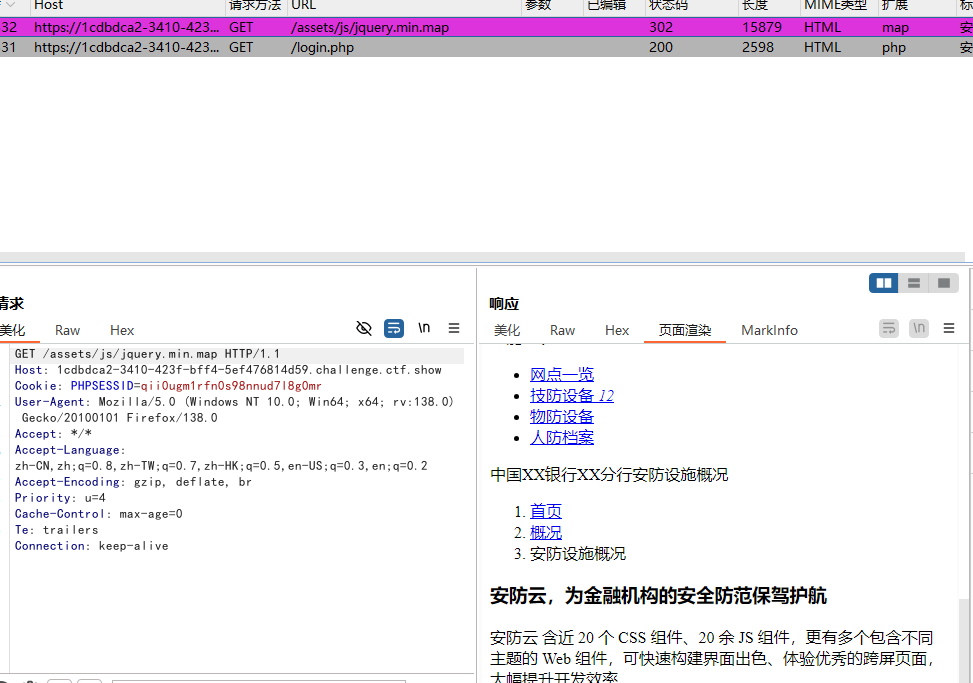 Host 请求方法 URL 参数 已编辑 状态码 长度 MIME类型 扩展
32 https://1cdbdca2-3410-423... GET /assets/js/jquery.min.map 302 15879 HTML map 安
31 https://1cdbdca2-3410-423... GET /login.php 200 2598 HTML php 安
请求
美化 Raw Hex \n
GET /assets/js/jquery.min.map HTTP/1.1
Host: 1cdbdca2-3410-423f-bff4-5ef476814d59.challenge.ctf.show
Cookie: PHPSESSID=qii0ugm1rfn0s98nnud7l8g0mr
User-Agent: Mozilla/5.0 (Windows NT 10.0; Win64; x64; rv:138.0)
Gecko/20100101 Firefox/138.0
Accept: */*
Accept-Language:
zh-CN,zh;q=0.8,zh-TW;q=0.7,zh-HK;q=0.5,en-US;q=0.3,en;q=0.2
Accept-Encoding: gzip, deflate, br
Priority: u=4
Cache-Control: max-age=0
Te: trailers
Connection: keep-alive
响应
美化 Raw Hex 页面渲染 MarkInfo \n
网点一览
技防设备 12
物防设备
人防档案
中国XX银行XX分行安防设施概况
1. 首页
2. 概况
3. 安防设施概况
安防云，为金融机构的安全防范保驾护航
安防云 含近 20 个 CSS 组件、20 余 JS 组件，更有多个包含不同
主题的 Web 组件，可快速构建界面出色、体验优秀的跨屏页面，
大幅提升开发效率